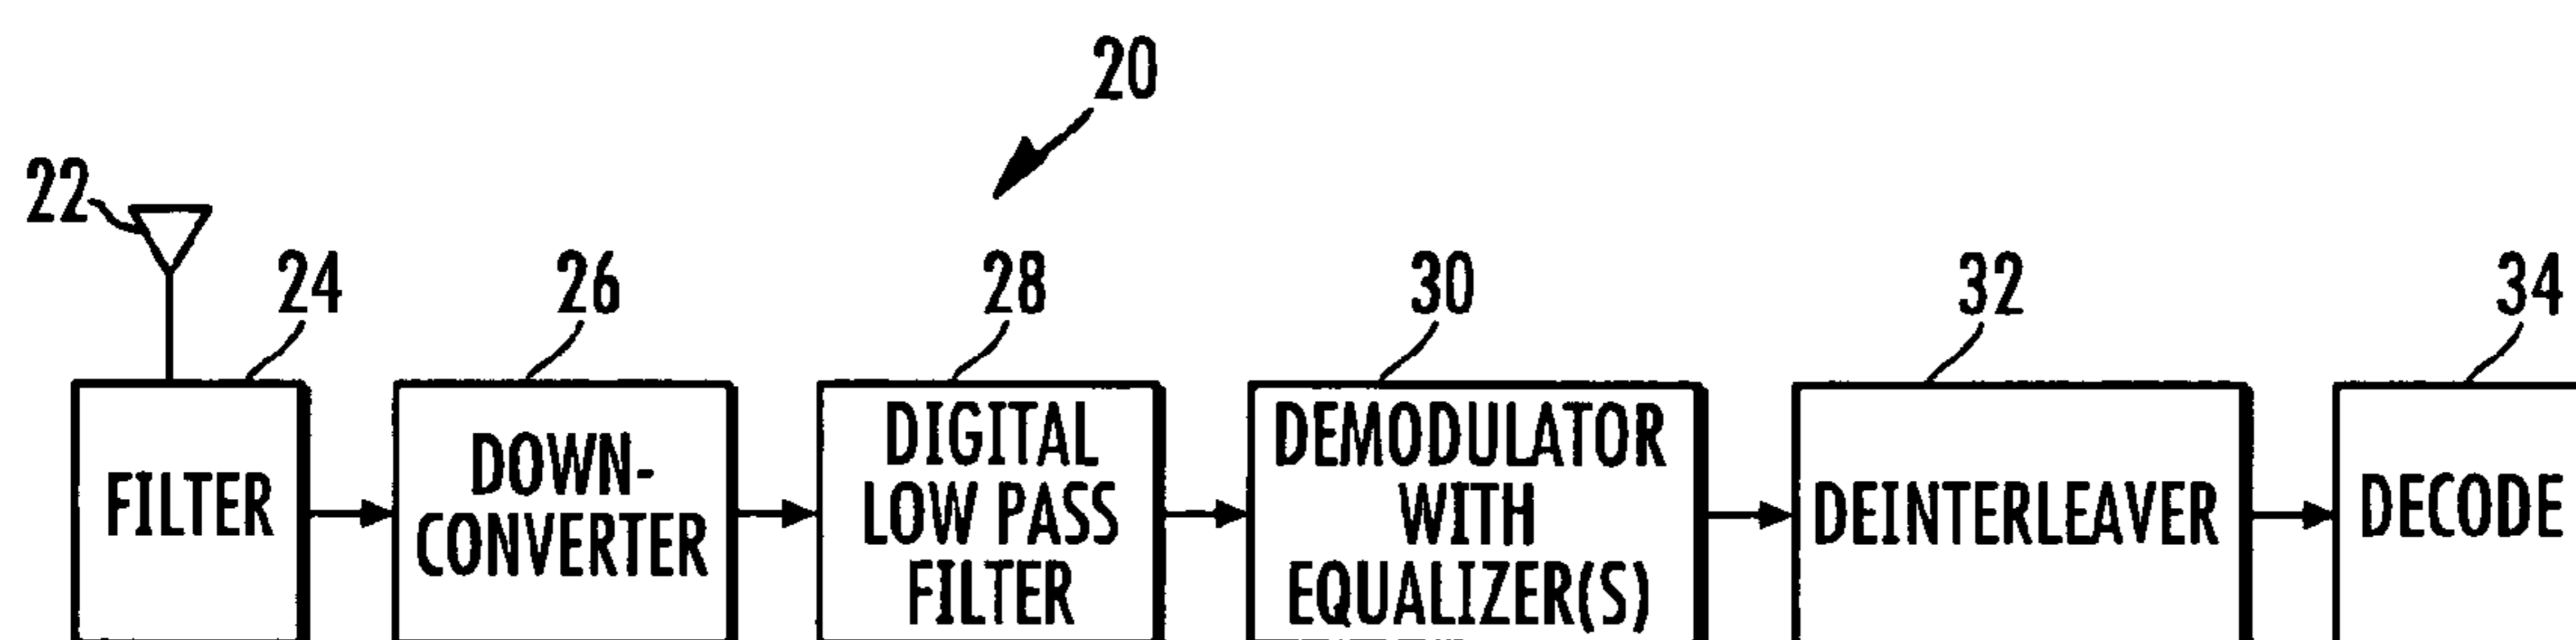 20
22
24
26
28
30
32
34
FILTER
DOWN-
CONVERTER
DIGITAL
LOW PASS
FILTER
DEMODULATOR
WITH
EQUALIZER(S)
DEINTERLEAVER
DECODE